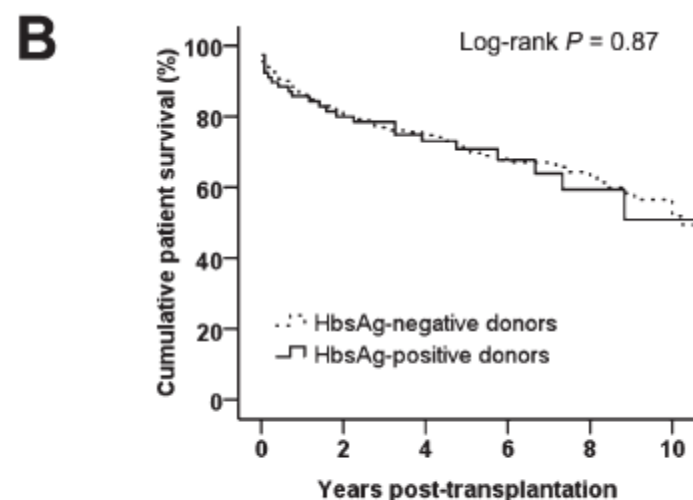 B
Log-rank P = 0.87
Cumulative patient survival (%)
100
80
60
40
20
0
HbsAg-negative donors
HbsAg-positive donors
0 2 4 6 8 10
Years post-transplantation